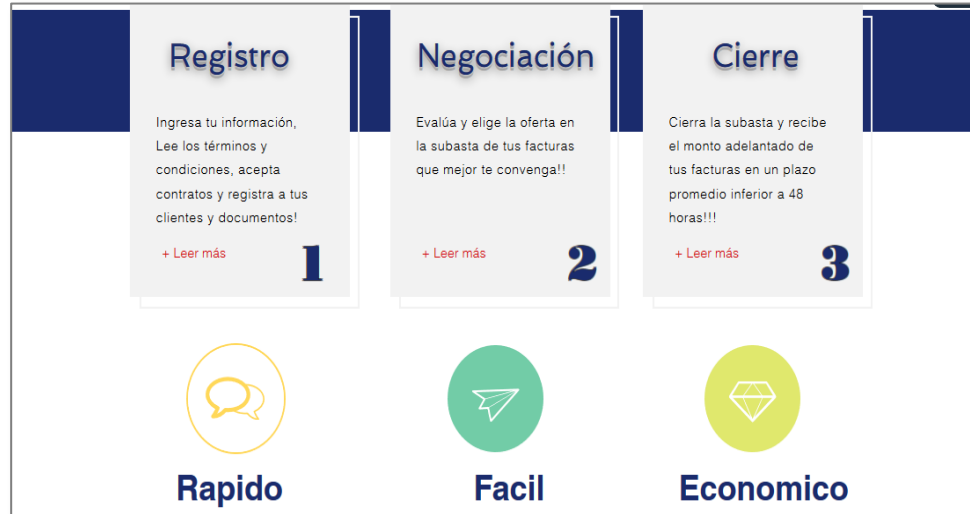 Registro
Ingresa tu información,
Lee los términos y
condiciones, acepta
contratos y registra a tus
clientes y documentos!
+ Leer más
1
Negociación
Evalúa y elige la oferta en
la subasta de tus facturas
que mejor te convenga!!
+ Leer más
2
Cierre
Cierra la subasta y recibe
el monto adelantado de
tus facturas en un plazo
promedio inferior a 48
horas!!!
+ Leer más
3
Rapido
Facil
Economico